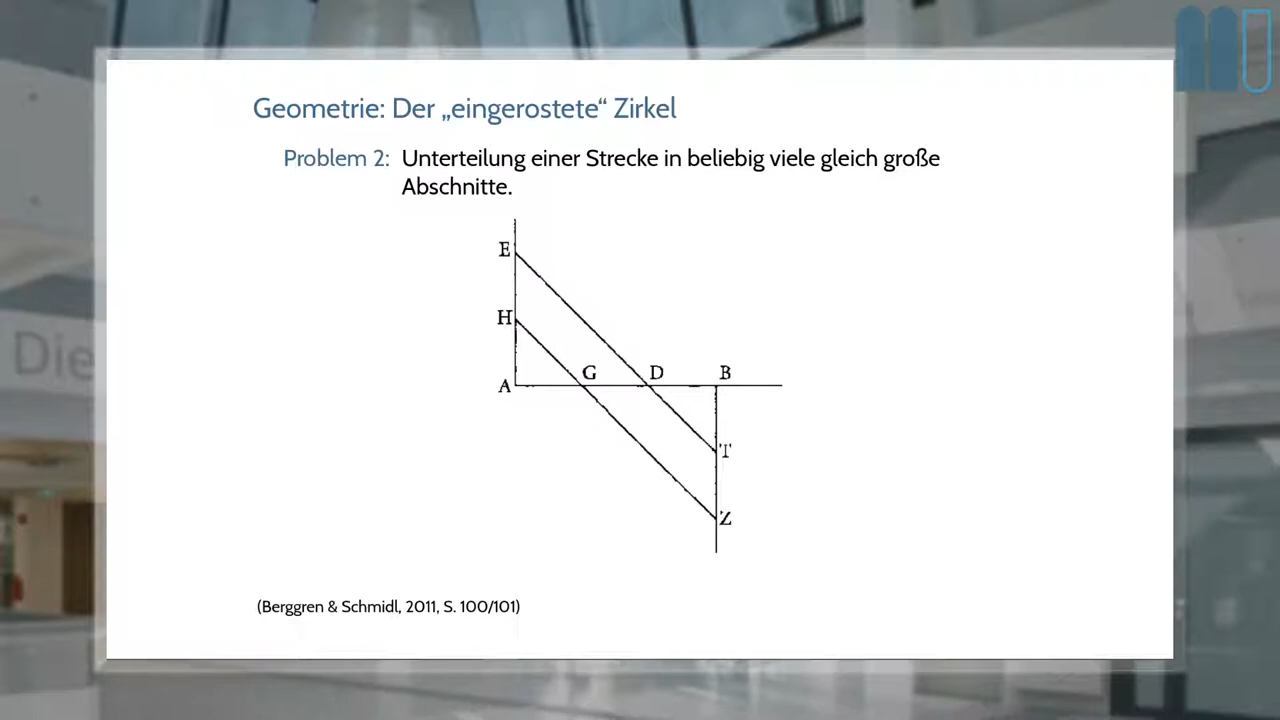 Geometrie: Der „eingerostete“ Zirkel
Problem 2: Unterteilung einer Strecke in beliebig viele gleich große
Abschnitte.
E
H
G D B
A
T
Z
(Berggren & Schmidl, 2011, S. 100/101)
Die